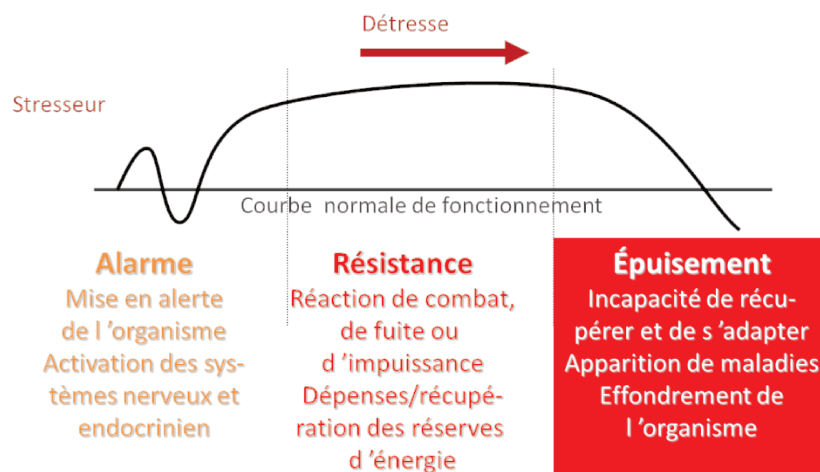 Détresse
Stresseur
Courbe normale de fonctionnement
Alarme
Mise en alerte
de l ’organisme
Activation des sys-
tèmes nerveux et
endocrinien
Résistance
Réaction de combat,
de fuite ou
d ’impuissance
Dépenses/récupé-
ration des réserves
d ’énergie
Épuisement
Incapacité de récu-
pérer et de s ’adapter
Apparition de maladies
Effondrement de
l ’organisme